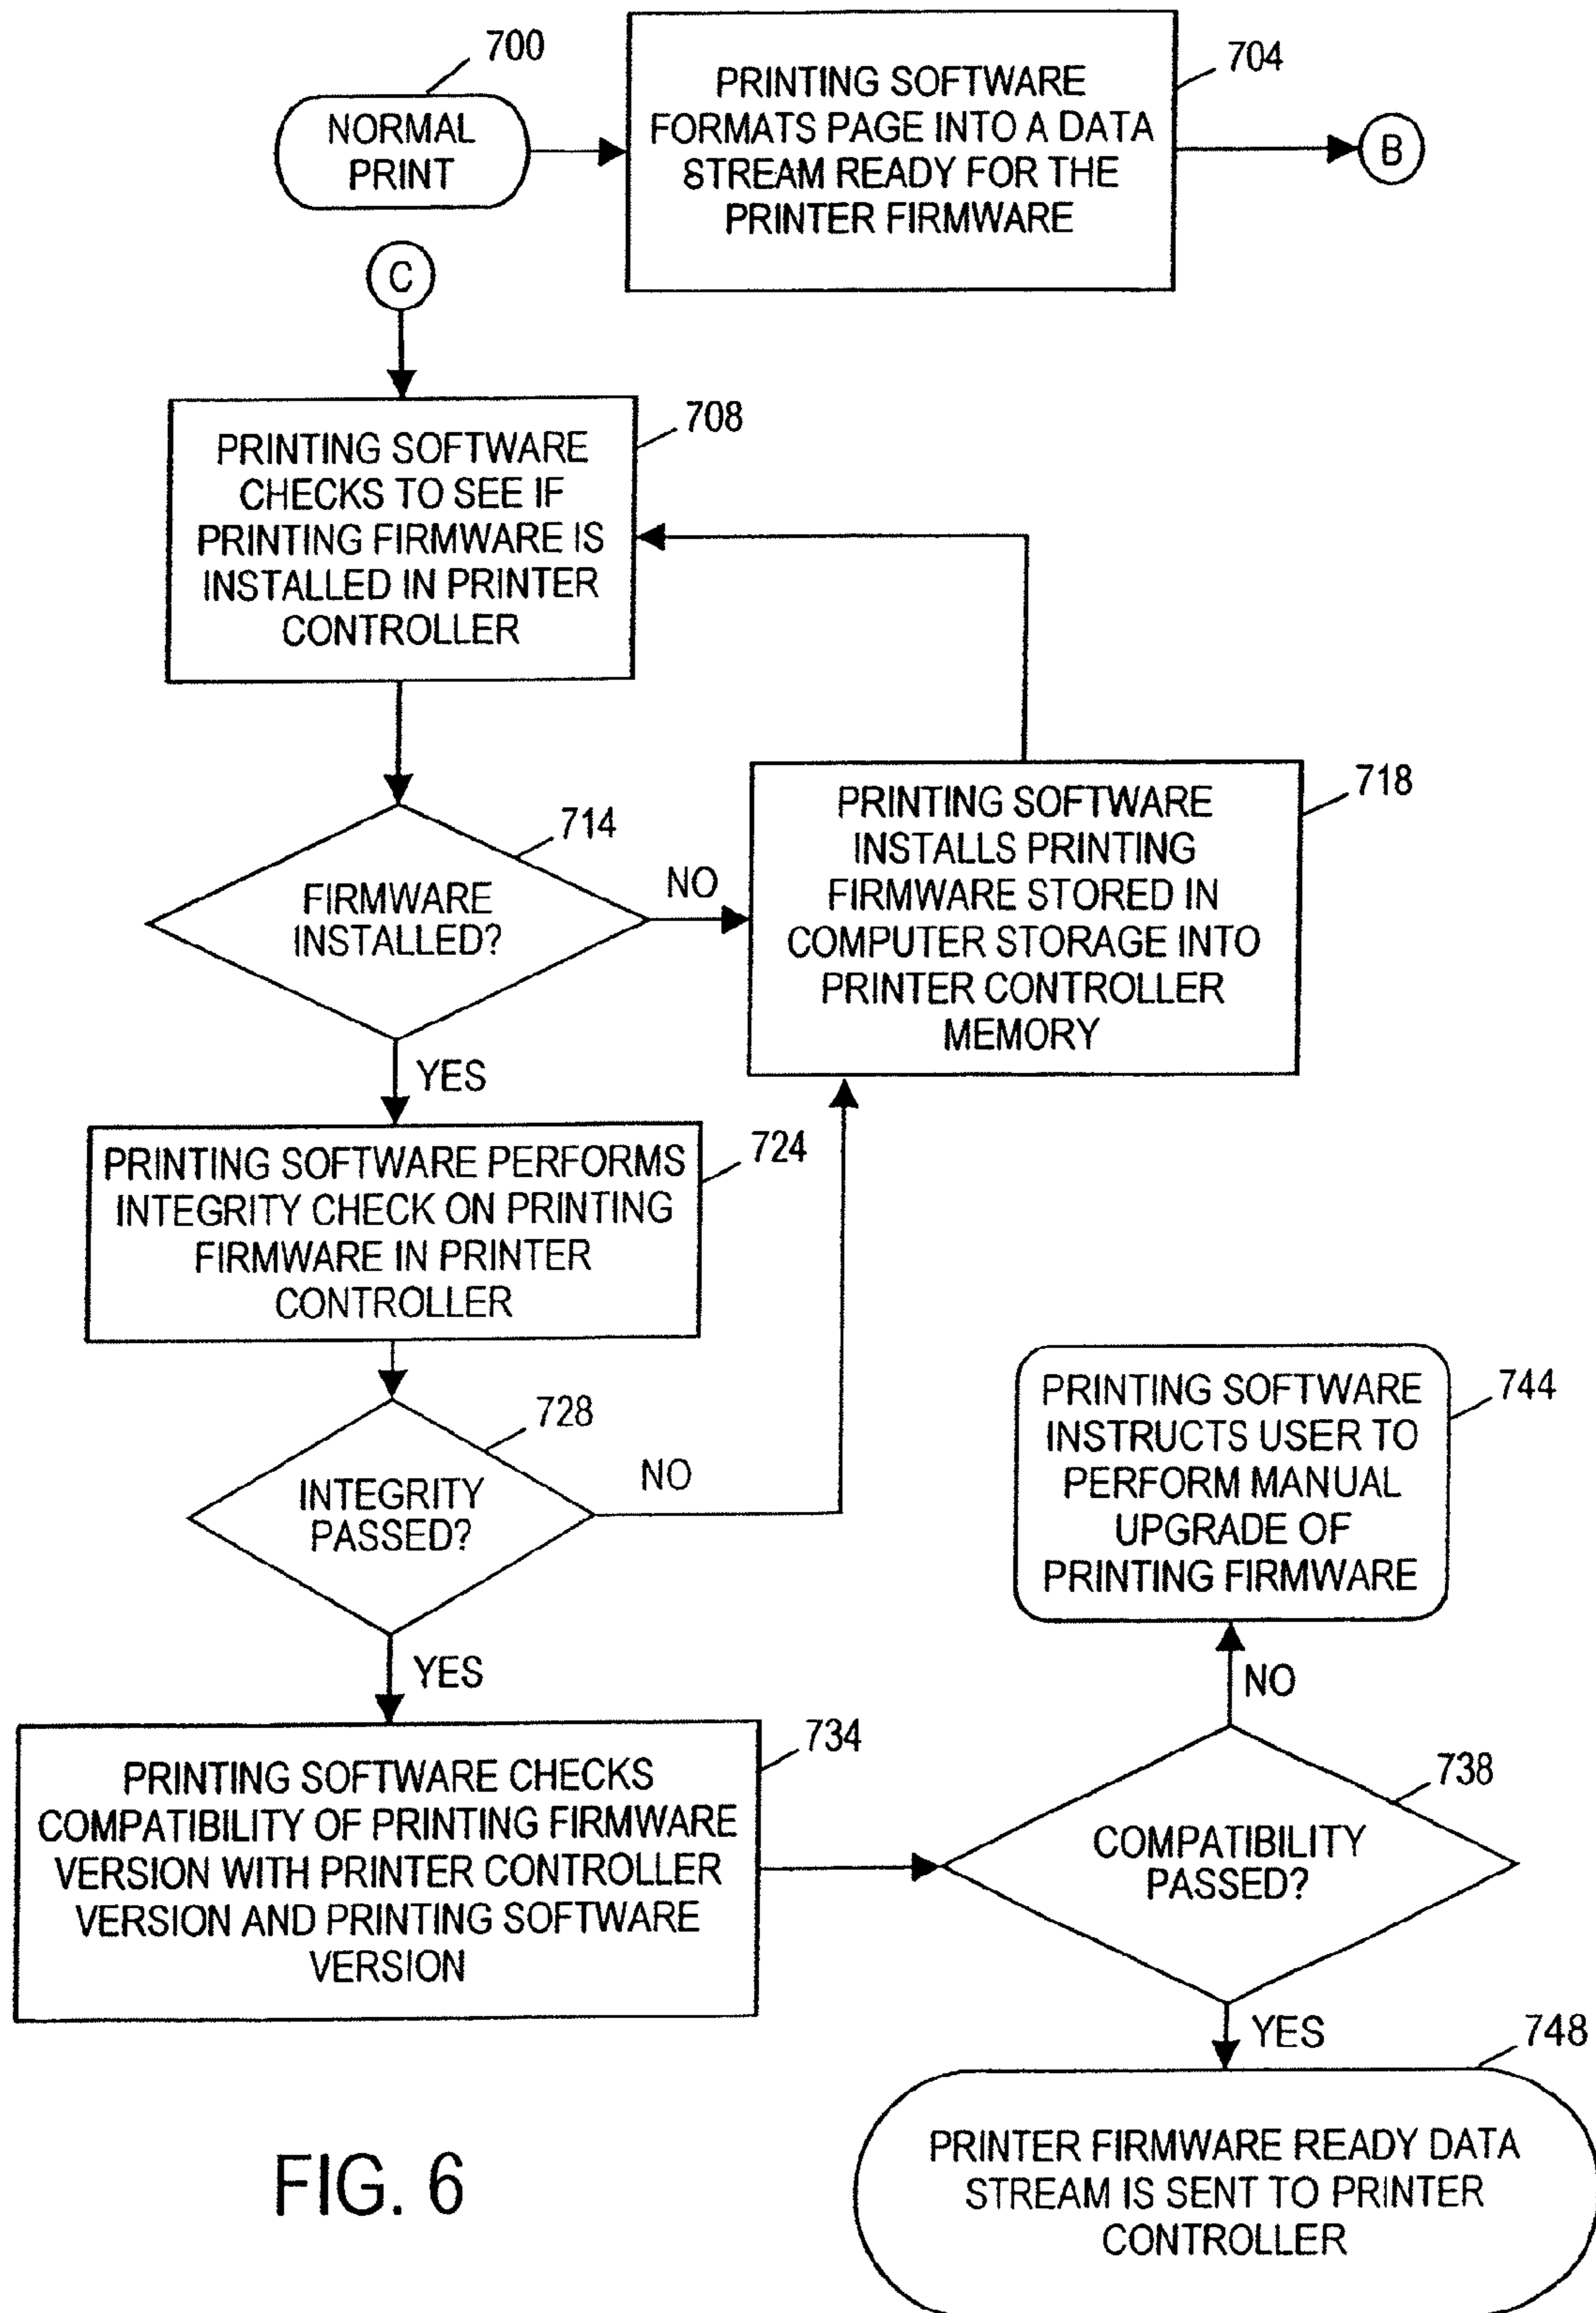 700
NORMAL
PRINT
704
PRINTING SOFTWARE
FORMATS PAGE INTO A DATA
STREAM READY FOR THE
PRINTER FIRMWARE
B
C
708
PRINTING SOFTWARE
CHECKS TO SEE IF
PRINTING FIRMWARE IS
INSTALLED IN PRINTER
CONTROLLER
714
FIRMWARE
INSTALLED?
NO
718
PRINTING SOFTWARE
INSTALLS PRINTING
FIRMWARE STORED IN
COMPUTER STORAGE INTO
PRINTER CONTROLLER
MEMORY
YES
724
PRINTING SOFTWARE PERFORMS
INTEGRITY CHECK ON PRINTING
FIRMWARE IN PRINTER
CONTROLLER
728
INTEGRITY
PASSED?
NO
YES
734
PRINTING SOFTWARE CHECKS
COMPATIBILITY OF PRINTING FIRMWARE
VERSION WITH PRINTER CONTROLLER
VERSION AND PRINTING SOFTWARE
VERSION
738
COMPATIBILITY
PASSED?
NO
744
PRINTING SOFTWARE
INSTRUCTS USER TO
PERFORM MANUAL
UPGRADE OF
PRINTING FIRMWARE
YES
748
PRINTER FIRMWARE READY DATA
STREAM IS SENT TO PRINTER
CONTROLLER
FIG. 6